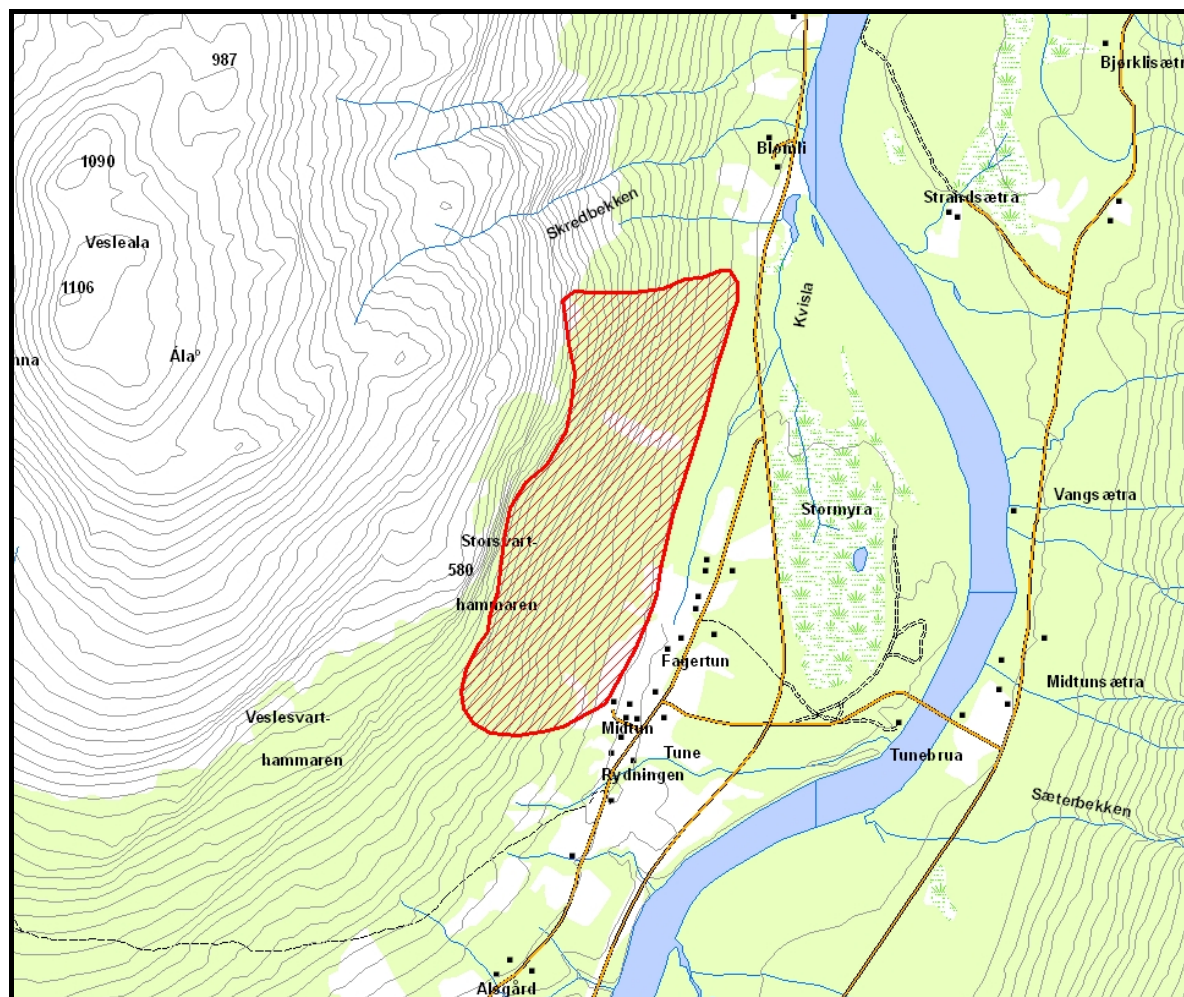 987
Bjørklisætr
1090
Blomli
Strandsætra
Skredbekken
Vesleala
1106
Kvisla
nna
Ála
Vangsætra
Stormyra
Storsvart-
580
hammaren
Fagertun
Midtunsætra
Veslesvart-
hammaren
Midtun
Tune
Tunebrua
Rydningen
Sæterbekken
Alsgård